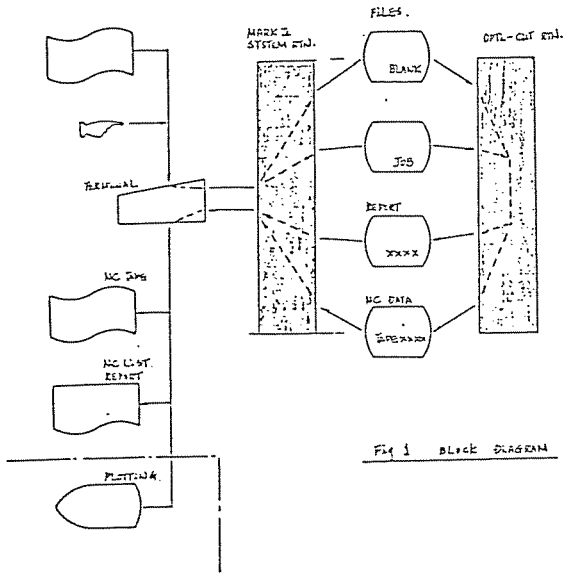 FILES.
MARK I
SYSTEM RTN.
OPTL-CUT RTN.
BLANK
JOB
TERMINAL
REPORT
XXXX
NC TAPE
NC DATA
TAPEXXXX
NC LIST.
REPORT
Fig 1 BLOCK DIAGRAM
PLOTTING.